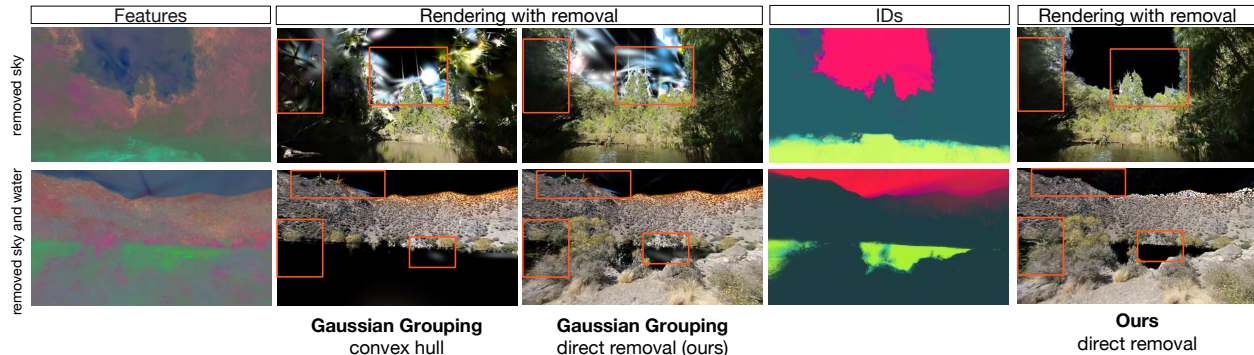 Features
Rendering with removal
IDs
Rendering with removal
removed sky
removed sky and water
Gaussian Grouping
convex hull
Gaussian Grouping
direct removal (ours)
Ours
direct removal